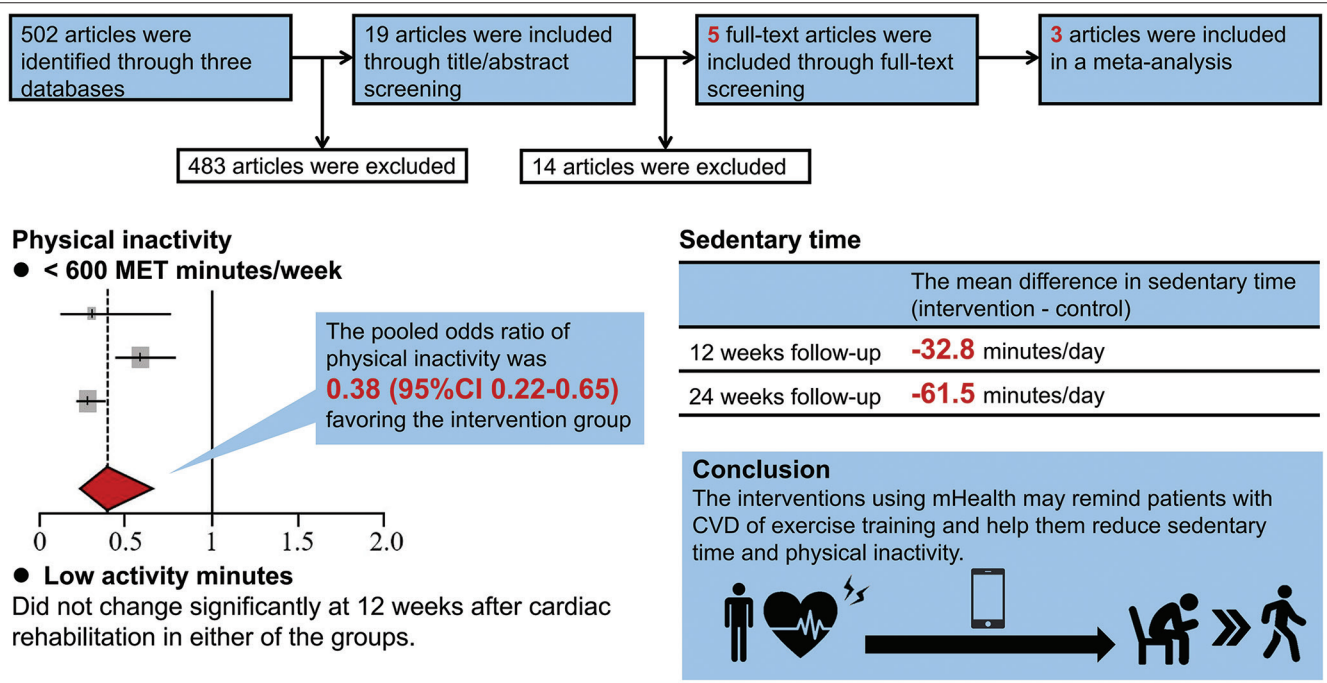 502 articles were
identified through three
databases
19 articles were included
through title/abstract
screening
5 full-text articles were
included through full-text
screening
3 articles were included
in a meta-analysis
483 articles were excluded
14 articles were excluded
Physical inactivity
● < 600 MET minutes/week
The pooled odds ratio of
physical inactivity was
0.38 (95%CI 0.22-0.65)
favoring the intervention group
0 0.5 1 1.5 2.0
● Low activity minutes
Did not change significantly at 12 weeks after cardiac
rehabilitation in either of the groups.
Sedentary time
The mean difference in sedentary time
(intervention - control)
12 weeks follow-up -32.8 minutes/day
24 weeks follow-up -61.5 minutes/day
Conclusion
The interventions using mHealth may remind patients with
CVD of exercise training and help them reduce sedentary
time and physical inactivity.